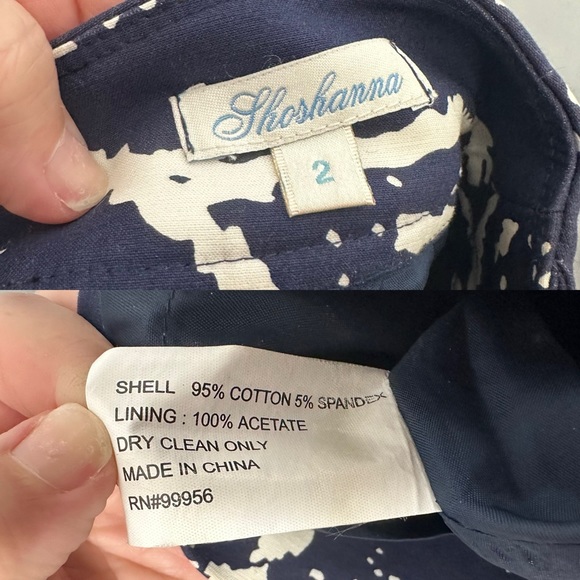 Shoshanna
2
SHELL 95% COTTON 5% SPANDEX
LINING : 100% ACETATE
DRY CLEAN ONLY
MADE IN CHINA
RN#99956